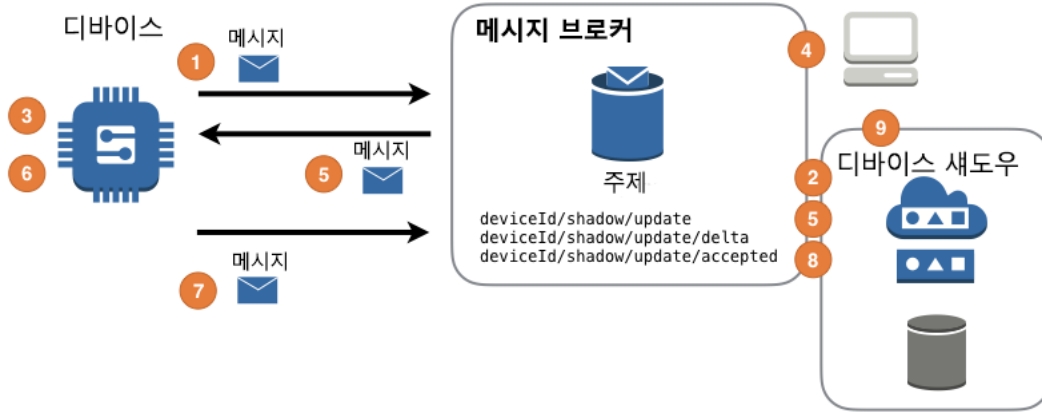 디바이스
메시지
1
메시지 브로커
4
3
6
메시지
5
주제
9
디바이스 섀도우
2
5
8
deviceId/shadow/update
deviceId/shadow/update/delta
deviceId/shadow/update/accepted
메시지
7